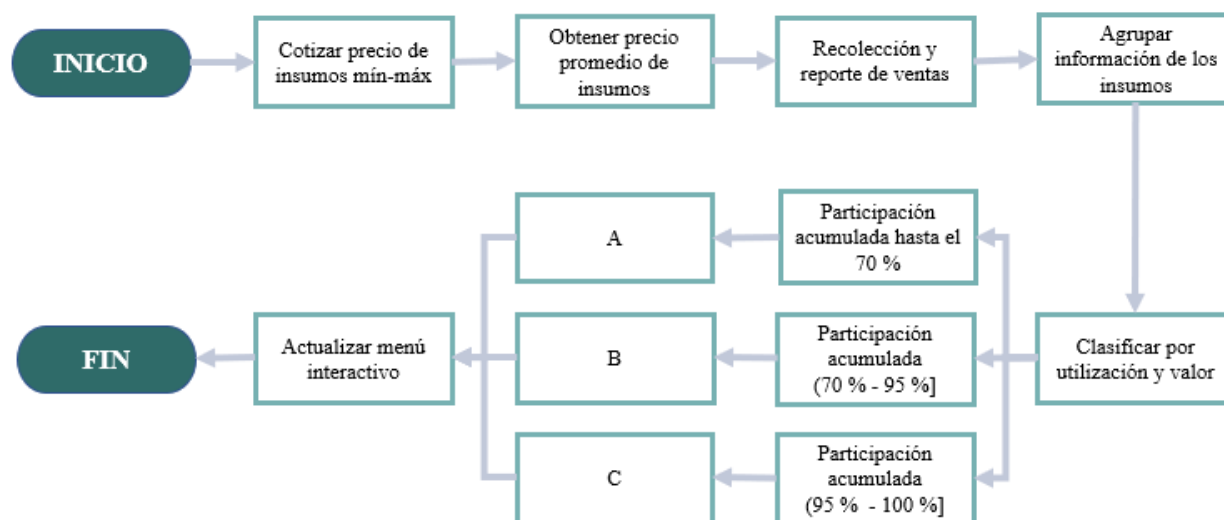 INICIO
Cotizar precio de
insumos mín-máx
Obtener precio
promedio de
insumos
Recolección y
reporte de ventas
Agrupar
información de los
insumos
A
Participación
acumulada hasta el
70 %
FIN
Actualizar menú
interactivo
B
Participación
acumulada
(70 % - 95 %]
Clasificar por
utilización y valor
C
Participación
acumulada
(95 %  - 100 %]